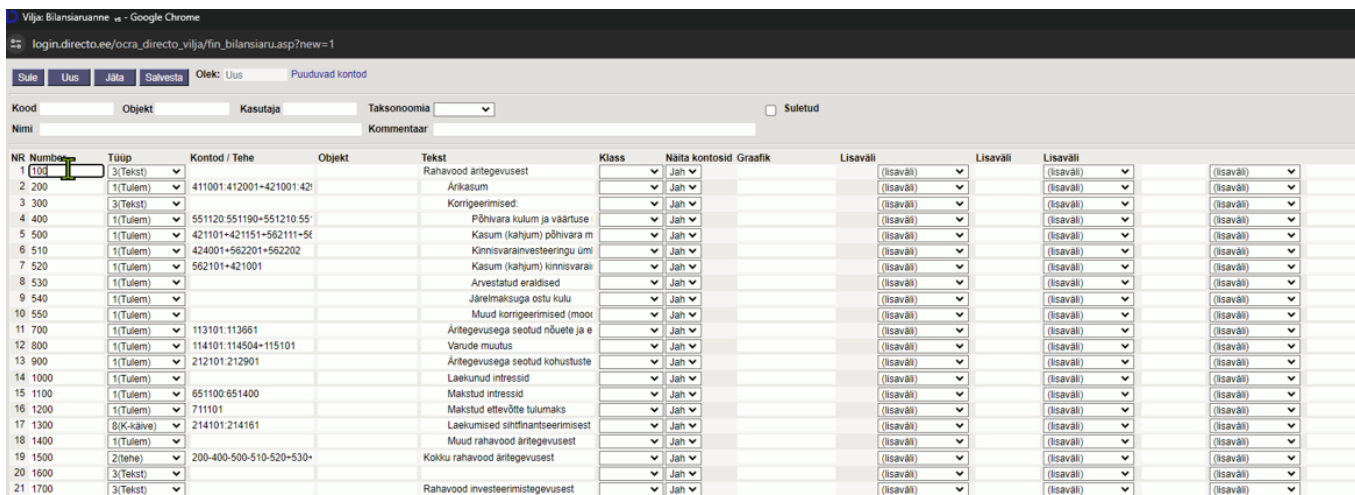 Vilja: Bilansiaruanne vs - Google Chrome
login.directo.ee/ocra_directo_vilja/fin_bilansiaru.asp?new=1
Sule Uus Jäta Salvesta Olek: Uus Puuduvad kontod
Kood Objekt Kasutaja Taksonoomia Suletud
Nimi Kommentaar
NR Number Tüüp Kontod / Tehe Objekt Tekst Klass Näita kontosid Graafik Lisaväli Lisaväli Lisaväli
1 100 3(Tekst) Rahavood äritegevusest Jah (lisaväli) (lisaväli) (lisaväli)
2 200 1(Tulem) 411001:412001+421001:42 Ärikasum Jah (lisaväli) (lisaväli) (lisaväli)
3 300 3(Tekst) Korrigeerimised: Jah (lisaväli) (lisaväli) (lisaväli)
4 400 1(Tulem) 551120:551190+551210:55 Põhivara kulum ja väärtuse Jah (lisaväli) (lisaväli) (lisaväli)
5 500 1(Tulem) 421101+421151+562111+56 Kasum (kahjum) põhivara m Jah (lisaväli) (lisaväli) (lisaväli)
6 510 1(Tulem) 424001+562201+562202 Kinnisvarainvesteeringu üml Jah (lisaväli) (lisaväli) (lisaväli)
7 520 1(Tulem) 562101+421001 Kasum (kahjum) kinnisvarai Jah (lisaväli) (lisaväli) (lisaväli)
8 530 1(Tulem) Arvestatud eraldised Jah (lisaväli) (lisaväli) (lisaväli)
9 540 1(Tulem) Järelmaksuga ostu kulu Jah (lisaväli) (lisaväli) (lisaväli)
10 550 1(Tulem) Muud korrigeerimised (mood Jah (lisaväli) (lisaväli) (lisaväli)
11 700 1(Tulem) 113101:113661 Äritegevusega seotud nõuete ja e Jah (lisaväli) (lisaväli) (lisaväli)
12 800 1(Tulem) 114101:114504+115101 Varude muutus Jah (lisaväli) (lisaväli) (lisaväli)
13 900 1(Tulem) 212101:212901 Äritegevusega seotud kohustuste Jah (lisaväli) (lisaväli) (lisaväli)
14 1000 1(Tulem) Laekunud intressid Jah (lisaväli) (lisaväli) (lisaväli)
15 1100 1(Tulem) 651100:651400 Makstud intressid Jah (lisaväli) (lisaväli) (lisaväli)
16 1200 1(Tulem) 711101 Makstud ettevõtte tulumaks Jah (lisaväli) (lisaväli) (lisaväli)
17 1300 8(K-käive) 214101:214161 Laekumised sihtfinantseerimisest Jah (lisaväli) (lisaväli) (lisaväli)
18 1400 1(Tulem) Muud rahavood äritegevusest Jah (lisaväli) (lisaväli) (lisaväli)
19 1500 2(tehe) 200-400-500-510-520+530+ Kokku rahavood äritegevusest Jah (lisaväli) (lisaväli) (lisaväli)
20 1600 3(Tekst) Jah (lisaväli) (lisaväli) (lisaväli)
21 1700 3(Tekst) Rahavood investeerimistegevusest Jah (lisaväli) (lisaväli) (lisaväli)